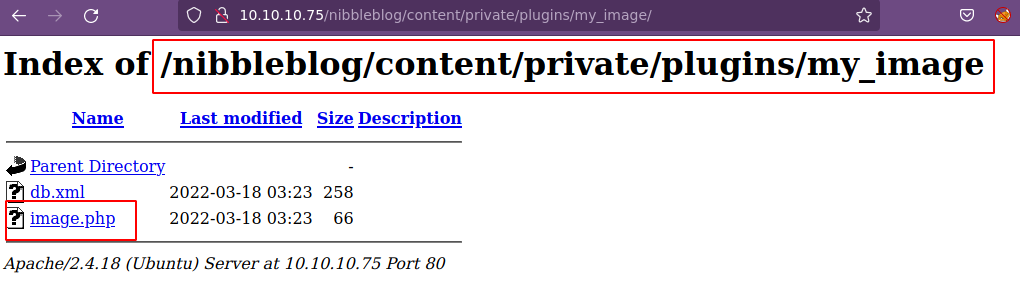 10.10.10.75/nibbleblog/content/private/plugins/my_image/
Index of /nibbleblog/content/private/plugins/my_image
Name Last modified Size Description
Parent Directory -
db.xml 2022-03-18 03:23 258
image.php 2022-03-18 03:23 66
Apache/2.4.18 (Ubuntu) Server at 10.10.10.75 Port 80